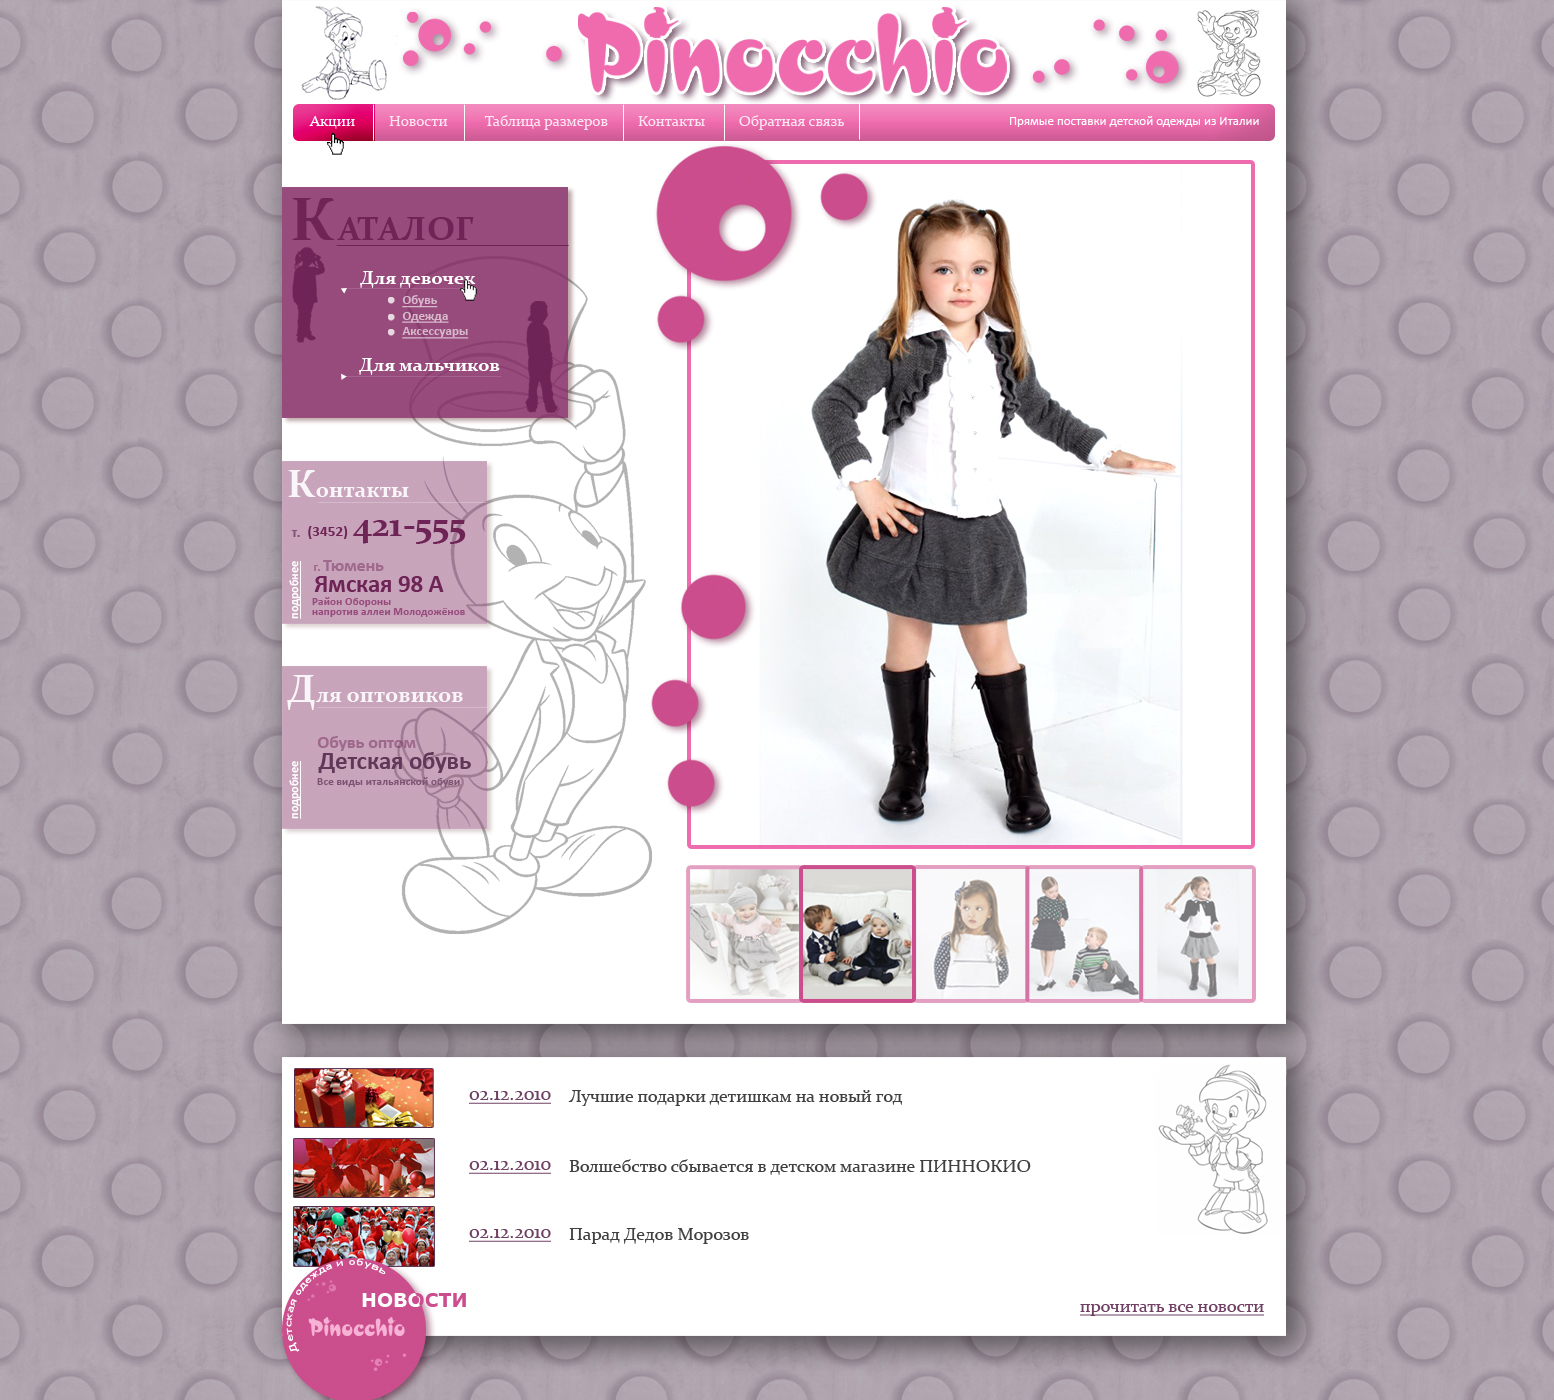 Pinocchio
Акции
Новости
Таблица размеров
Контакты
Обратная связь
Прямые поставки детской одежды из Италии
Каталог
Для девочек
Обувь
Одежда
Аксессуары
Для мальчиков
Контакты
т. (3452) 421-555
г. Тюмень
Ямская 98 А
Район Обороны
напротив аллеи Молодожёнов
подробнее
Для оптовиков
Обувь оптом
Детская обувь
Все виды итальянской обуви
подробнее
02.12.2010 Лучшие подарки детишкам на новый год
02.12.2010 Волшебство сбывается в детском магазине ПИННОКИО
02.12.2010 Парад Дедов Морозов
Детская одежда и обувь
новости
Pinocchio
прочитать все новости